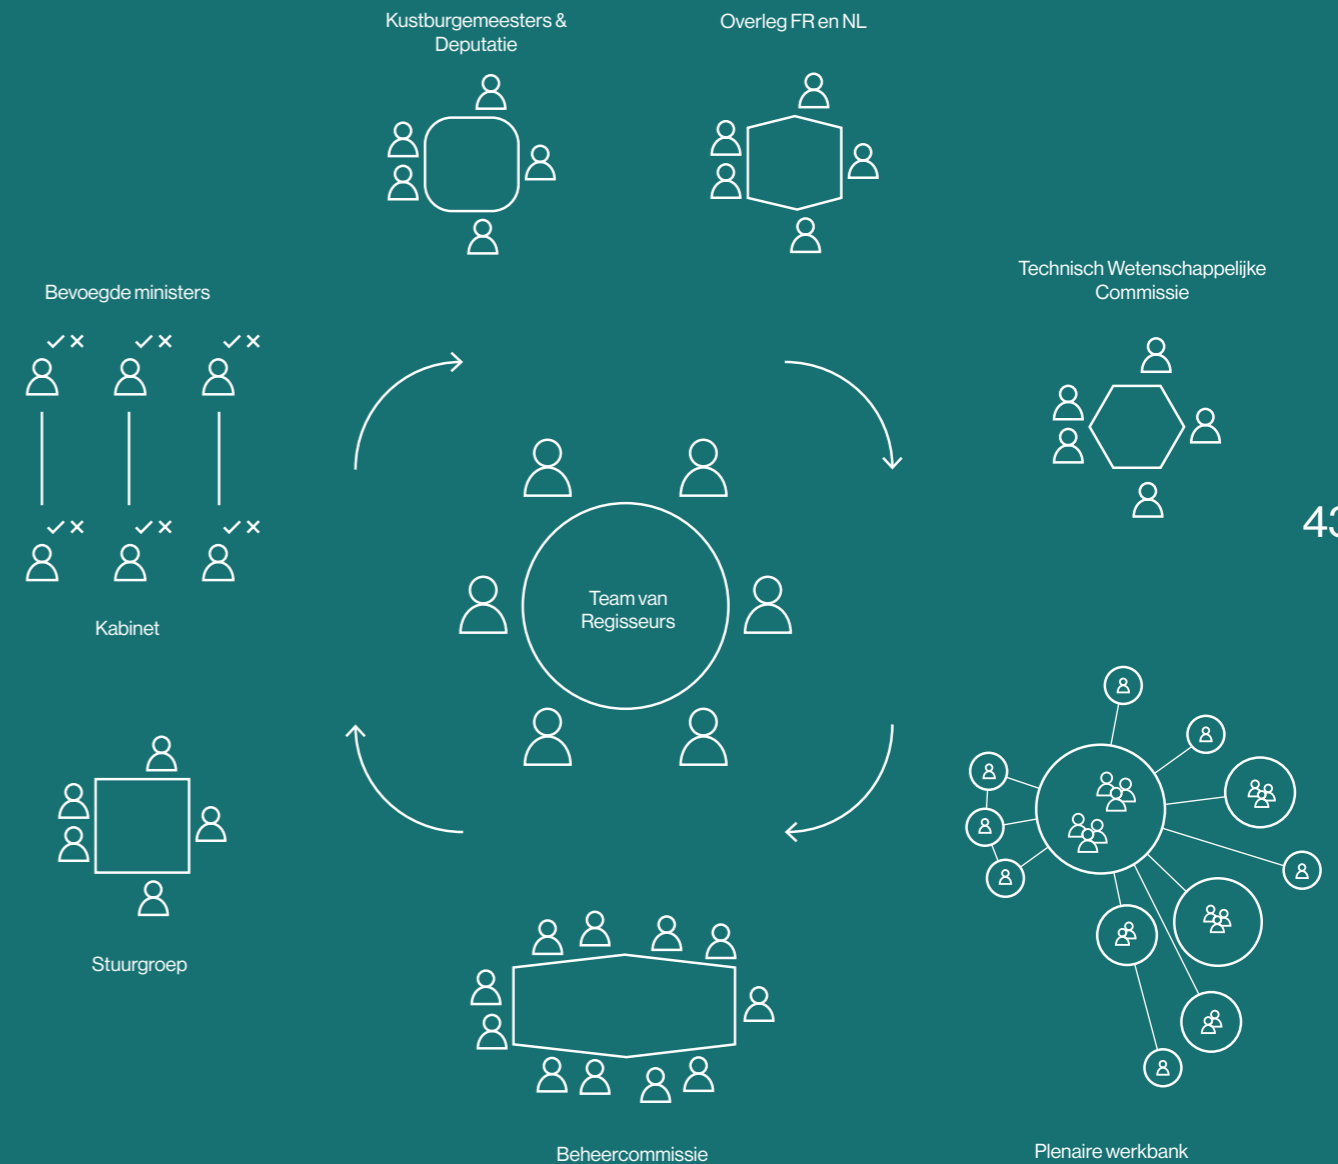 Kustburgemeesters &
Deputatie
Overleg FR en NL
Technisch Wetenschappelijke
Commissie
Bevoegde ministers
43
Team van
Regisseurs
Kabinet
Stuurgroep
Beheercommissie
Plenaire werkbank